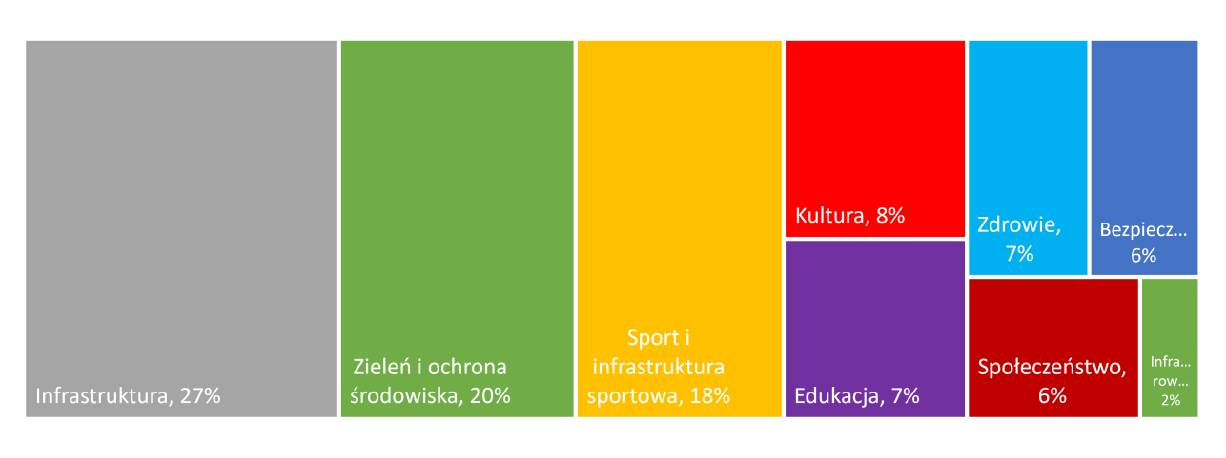 Infrastruktura, 27%
Zieleń i ochrona
środowiska, 20%
Sport i
infrastruktura
sportowa, 18%
Kultura, 8%
Edukacja, 7%
Zdrowie,
7%
Bezpiecz...
6%
Społeczeństwo,
6%
Infra...
row...
2%